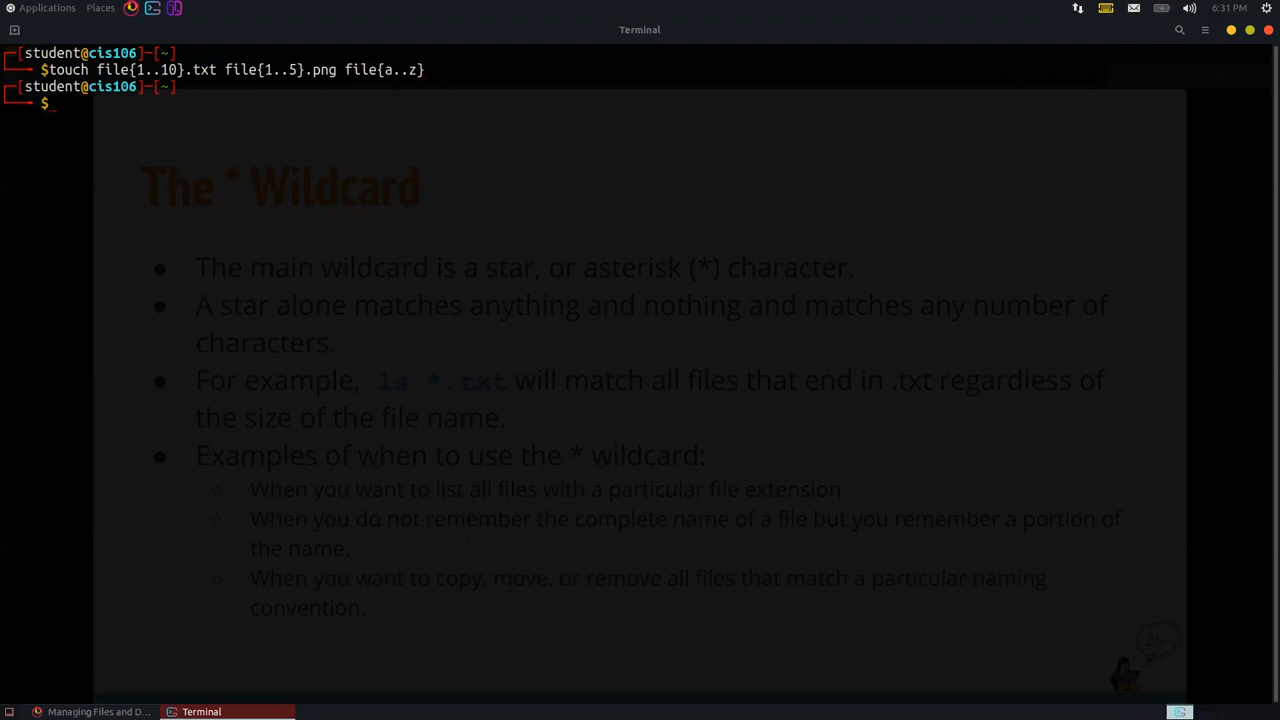 Applications Places 6:31 PM
Terminal
┌─[student@cis106]─[~]
└──╼ $touch file{1..10}.txt file{1..5}.png file{a..z}
┌─[student@cis106]─[~]
└──╼ $_
The * Wildcard
● The main wildcard is a star, or asterisk (*) character.
● A star alone matches anything and nothing and matches any number of
characters.
● For example, ls *.txt will match all files that end in .txt regardless of
the size of the file name.
● Examples of when to use the * wildcard:
○ When you want to list all files with a particular file extension
○ When you do not remember the complete name of a file but you remember a portion of
the name.
○ When you want to copy, move, or remove all files that match a particular naming
convention.
26
Managing Files and D... Terminal